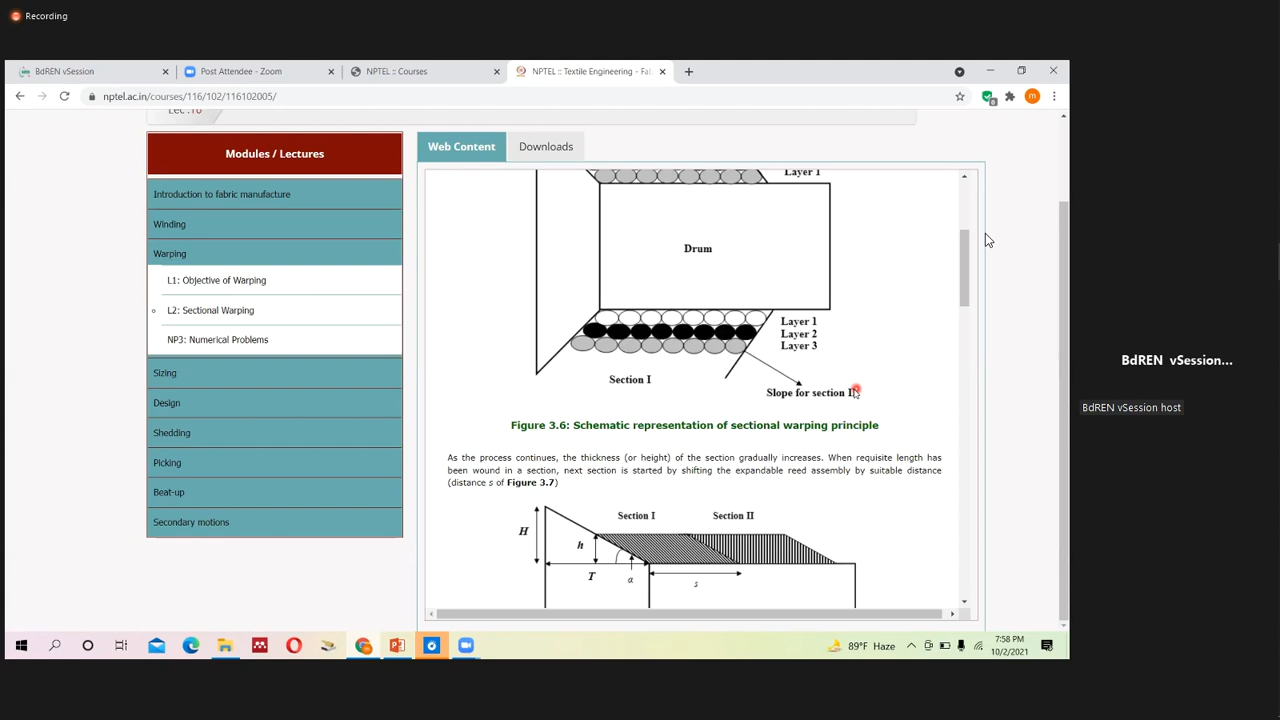 Recording
BdREN vSession
Post Attendee - Zoom
NPTEL :: Courses
NPTEL :: Textile Engineering - Fal
nptel.ac.in/courses/116/102/116102005/
Lec :10
Modules / Lectures
Introduction to fabric manufacture
Winding
Warping
L1: Objective of Warping
L2: Sectional Warping
NP3: Numerical Problems
Sizing
Design
Shedding
Picking
Beat-up
Secondary motions
Web Content
Downloads
Layer 1
Drum
Layer 1
Layer 2
Layer 3
Section I
Slope for section II
Figure 3.6: Schematic representation of sectional warping principle
As the process continues, the thickness (or height) of the section gradually increases. When requisite length has
been wound in a section, next section is started by shifting the expandable reed assembly by suitable distance
(distance s of Figure 3.7)
Section I
Section II
H
h
T
α
s
BdREN vSession...
BdREN vSession host
89°F Haze
7:58 PM
10/2/2021